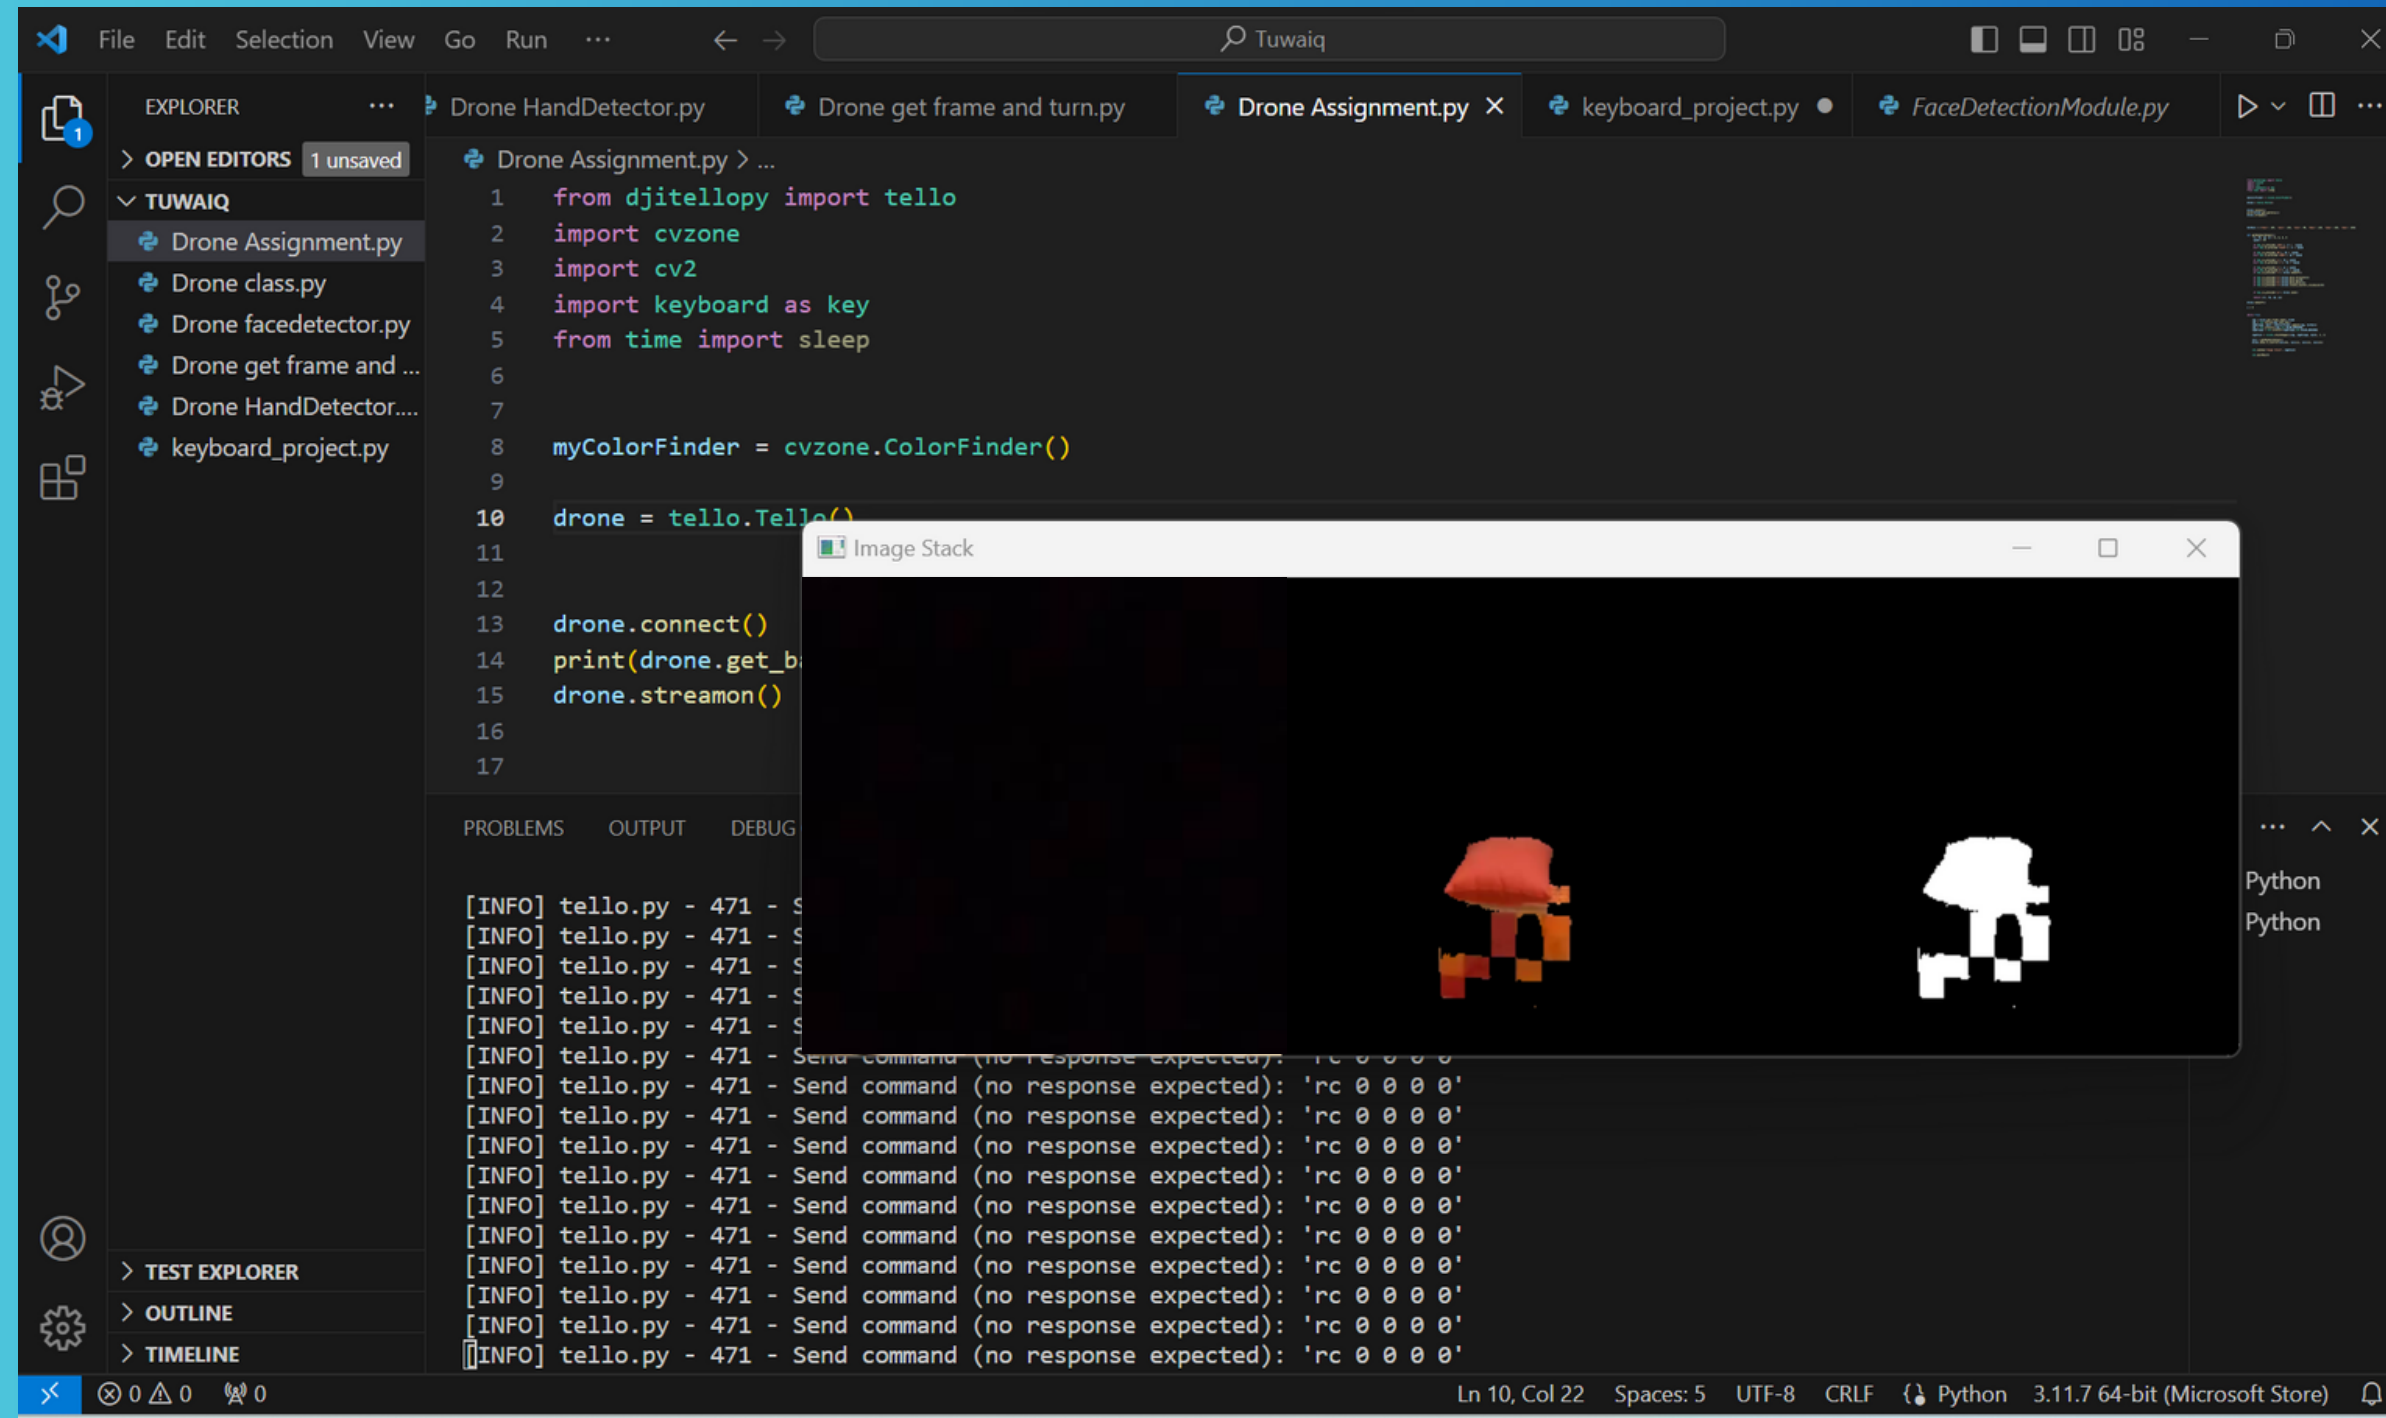 File Edit Selection View Go Run ··· Tuwaiq
EXPLORER ···
OPEN EDITORS 1 unsaved
TUWAIQ
Drone Assignment.py
Drone class.py
Drone facedetector.py
Drone get frame and ...
Drone HandDetector....
keyboard_project.py
TEST EXPLORER
OUTLINE
TIMELINE
1
Drone HandDetector.py Drone get frame and turn.py Drone Assignment.py keyboard_project.py FaceDetectionModule.py ···
Drone Assignment.py > ...
1 from djitellopy import tello
2 import cvzone
3 import cv2
4 import keyboard as key
5 from time import sleep
6
7
8 myColorFinder = cvzone.ColorFinder()
9
10 drone = tello.Tello()
11
12
13 drone.connect()
14 print(drone.get_ba
15 drone.streamon()
16
17
Image Stack
PROBLEMS OUTPUT DEBUG ···
[INFO] tello.py - 471 - S
[INFO] tello.py - 471 - S
[INFO] tello.py - 471 - S
[INFO] tello.py - 471 - S
[INFO] tello.py - 471 - S
[INFO] tello.py - 471 - Send command (no response expected): 'rc 0 0 0 0'
[INFO] tello.py - 471 - Send command (no response expected): 'rc 0 0 0 0'
[INFO] tello.py - 471 - Send command (no response expected): 'rc 0 0 0 0'
[INFO] tello.py - 471 - Send command (no response expected): 'rc 0 0 0 0'
[INFO] tello.py - 471 - Send command (no response expected): 'rc 0 0 0 0'
[INFO] tello.py - 471 - Send command (no response expected): 'rc 0 0 0 0'
[INFO] tello.py - 471 - Send command (no response expected): 'rc 0 0 0 0'
[INFO] tello.py - 471 - Send command (no response expected): 'rc 0 0 0 0'
[INFO] tello.py - 471 - Send command (no response expected): 'rc 0 0 0 0'
[INFO] tello.py - 471 - Send command (no response expected): 'rc 0 0 0 0'
[INFO] tello.py - 471 - Send command (no response expected): 'rc 0 0 0 0'
Python
Python
0 0 0 Ln 10, Col 22 Spaces: 5 UTF-8 CRLF Python 3.11.7 64-bit (Microsoft Store)